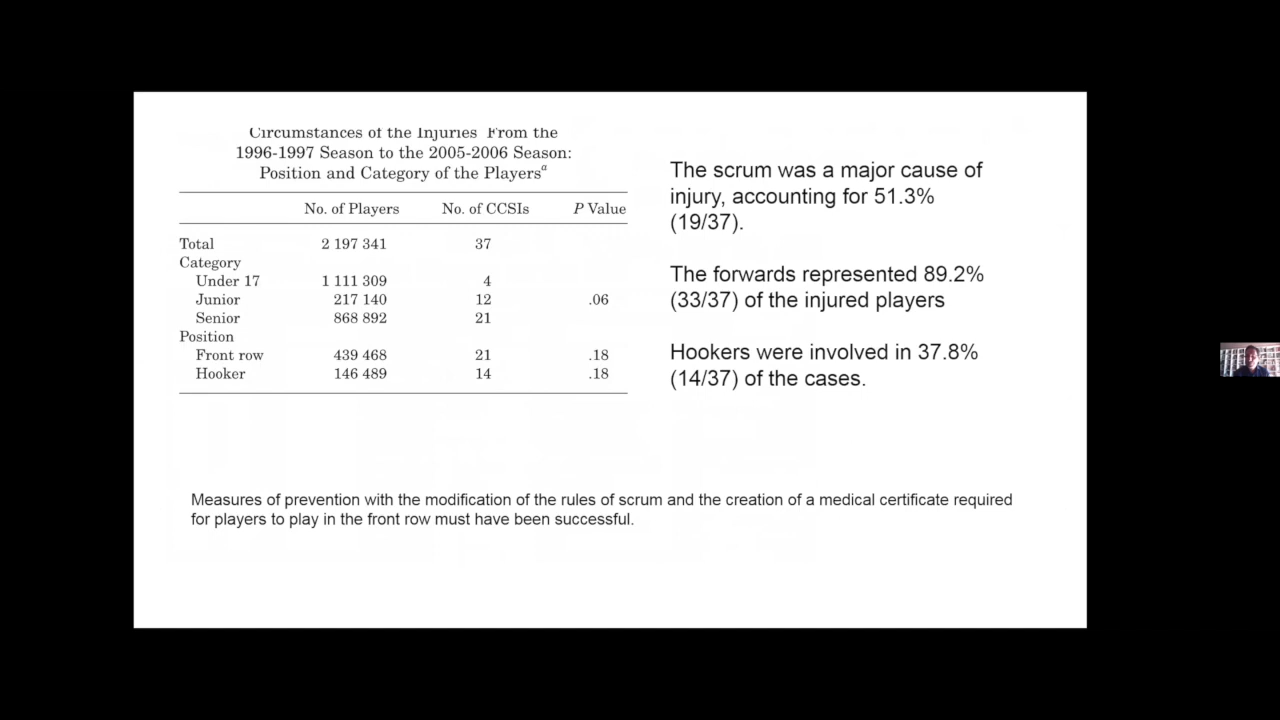 Circumstances of the Injuries From the
1996-1997 Season to the 2005-2006 Season:
Position and Category of the Players^a
No. of Players No. of CCSIs P Value
Total 2 197 341 37
Category
Under 17 1 111 309 4
Junior 217 140 12 .06
Senior 868 892 21
Position
Front row 439 468 21 .18
Hooker 146 489 14 .18
The scrum was a major cause of
injury, accounting for 51.3%
(19/37).
The forwards represented 89.2%
(33/37) of the injured players
Hookers were involved in 37.8%
(14/37) of the cases.
Measures of prevention with the modification of the rules of scrum and the creation of a medical certificate required
for players to play in the front row must have been successful.